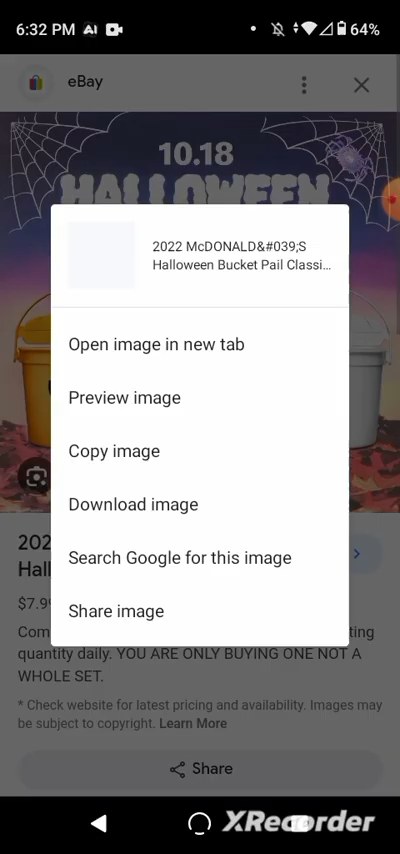 6:32 PM
64%
eBay
10.18
HALLOWEEN
2022 McDONALD&#039;S
Halloween Bucket Pail Classi...
Open image in new tab
Preview image
Copy image
Download image
Search Google for this image
Share image
202
Hall
$7.9
Com
ting
quantity daily. YOU ARE ONLY BUYING ONE NOT A
WHOLE SET.
* Check website for latest pricing and availability. Images may
be subject to copyright. Learn More
Share
XRecorder